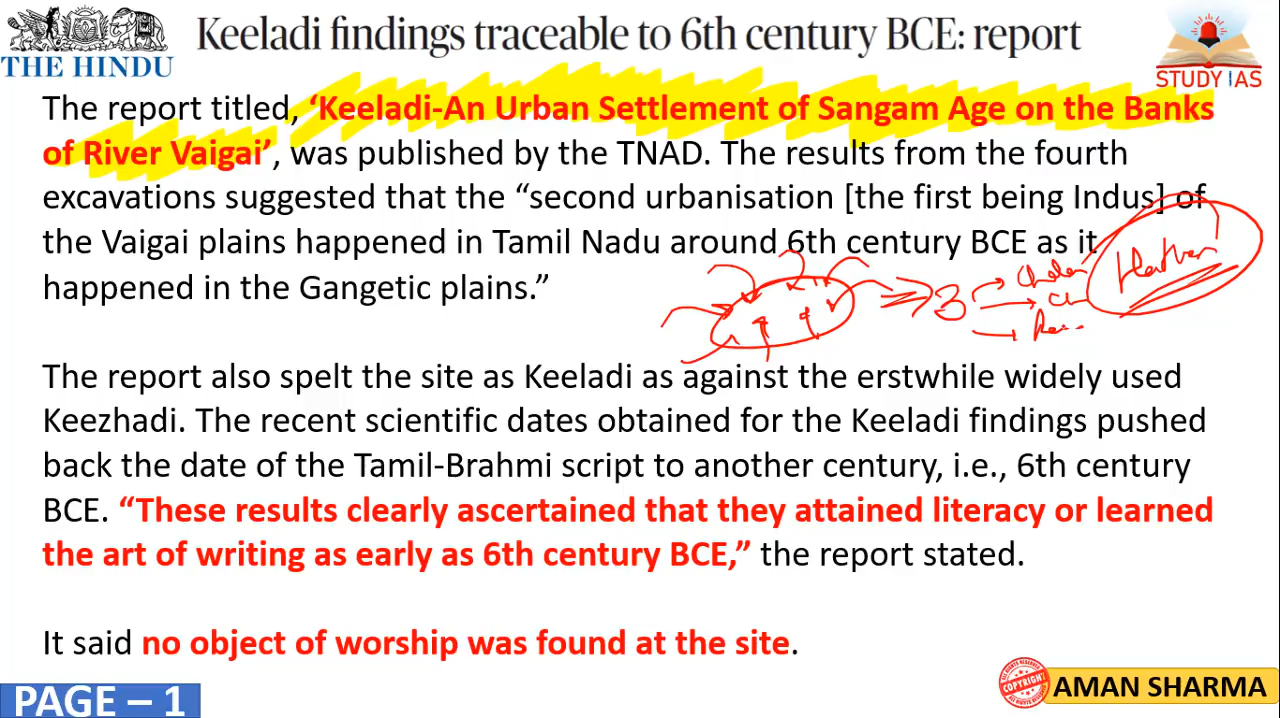 THE HINDU
Keeladi findings traceable to 6th century BCE: report
STUDY IAS
The report titled, ‘Keeladi-An Urban Settlement of Sangam Age on the Banks
of River Vaigai’, was published by the TNAD. The results from the fourth
excavations suggested that the “second urbanisation [the first being Indus] of
the Vaigai plains happened in Tamil Nadu around 6th century BCE as it
happened in the Gangetic plains.”
3
The report also spelt the site as Keeladi as against the erstwhile widely used
Keezhadi. The recent scientific dates obtained for the Keeladi findings pushed
back the date of the Tamil-Brahmi script to another century, i.e., 6th century
BCE. “These results clearly ascertained that they attained literacy or learned
the art of writing as early as 6th century BCE,” the report stated.
It said no object of worship was found at the site.
PAGE – 1
COPYRIGHT
AMAN SHARMA